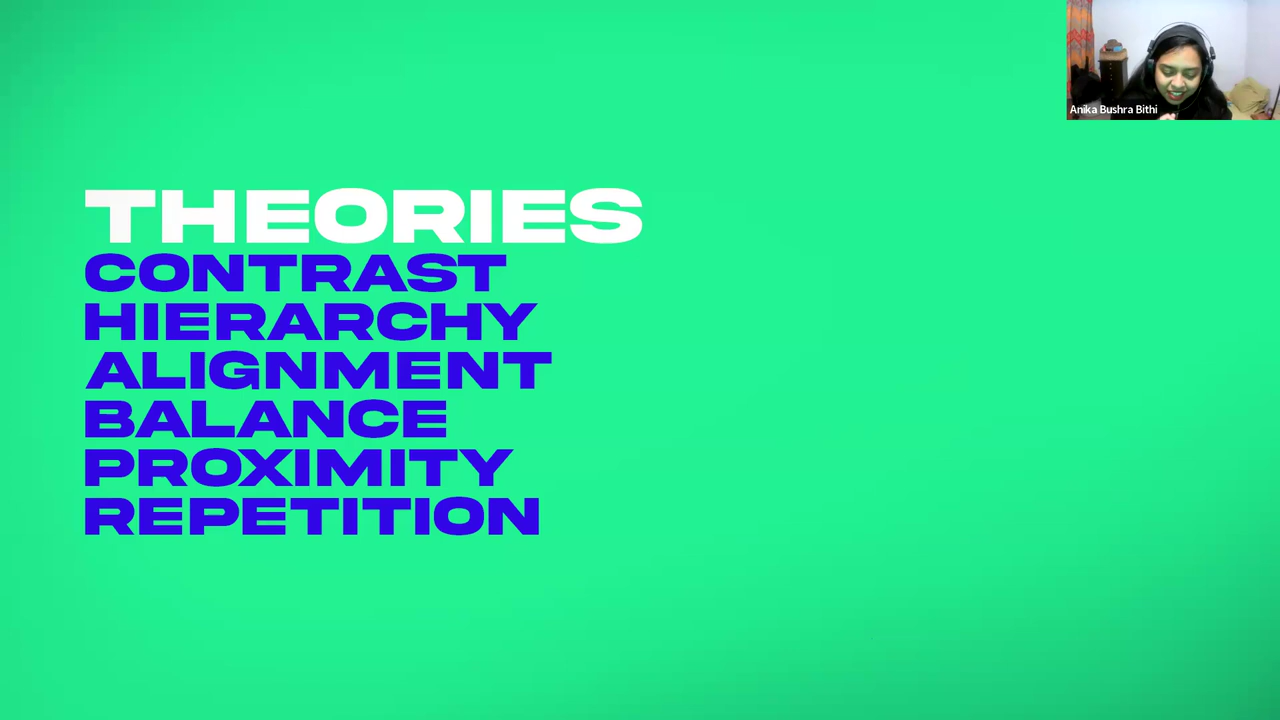 THEORIES
CONTRAST
HIERARCHY
ALIGNMENT
BALANCE
PROXIMITY
REPETITION
Anika Bushra Bithi